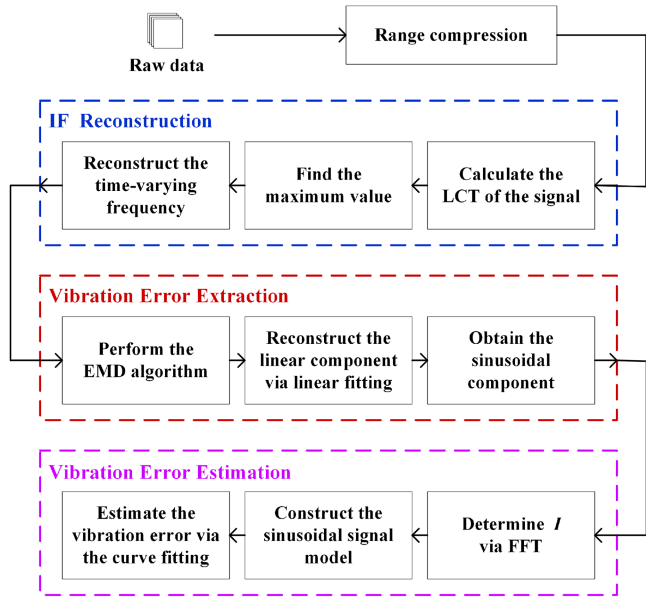 Raw data
Range compression
IF Reconstruction
Reconstruct the
time-varying
frequency
Find the
maximum value
Calculate the
LCT of the signal
Vibration Error Extraction
Perform the
EMD algorithm
Reconstruct the
linear component
via linear fitting
Obtain the
sinusoidal
component
Vibration Error Estimation
Estimate the
vibration error via
the curve fitting
Construct the
sinusoidal signal
model
Determine I
via FFT